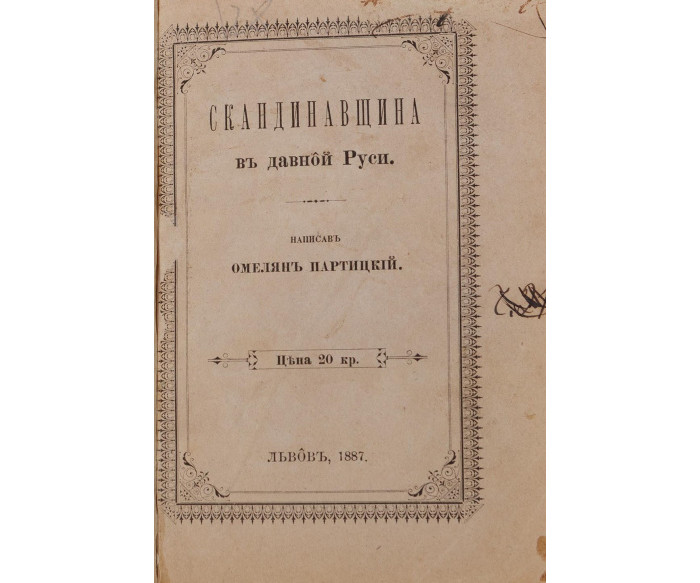 СКАНДИНАВЩИНА
въ давнôй Руси.
НАПИСАВЪ
ОМЕЛЯНЪ ПАРТИЦКІЙ.
Цѣна 20 кр.
ЛЬВÔВЪ, 1887.